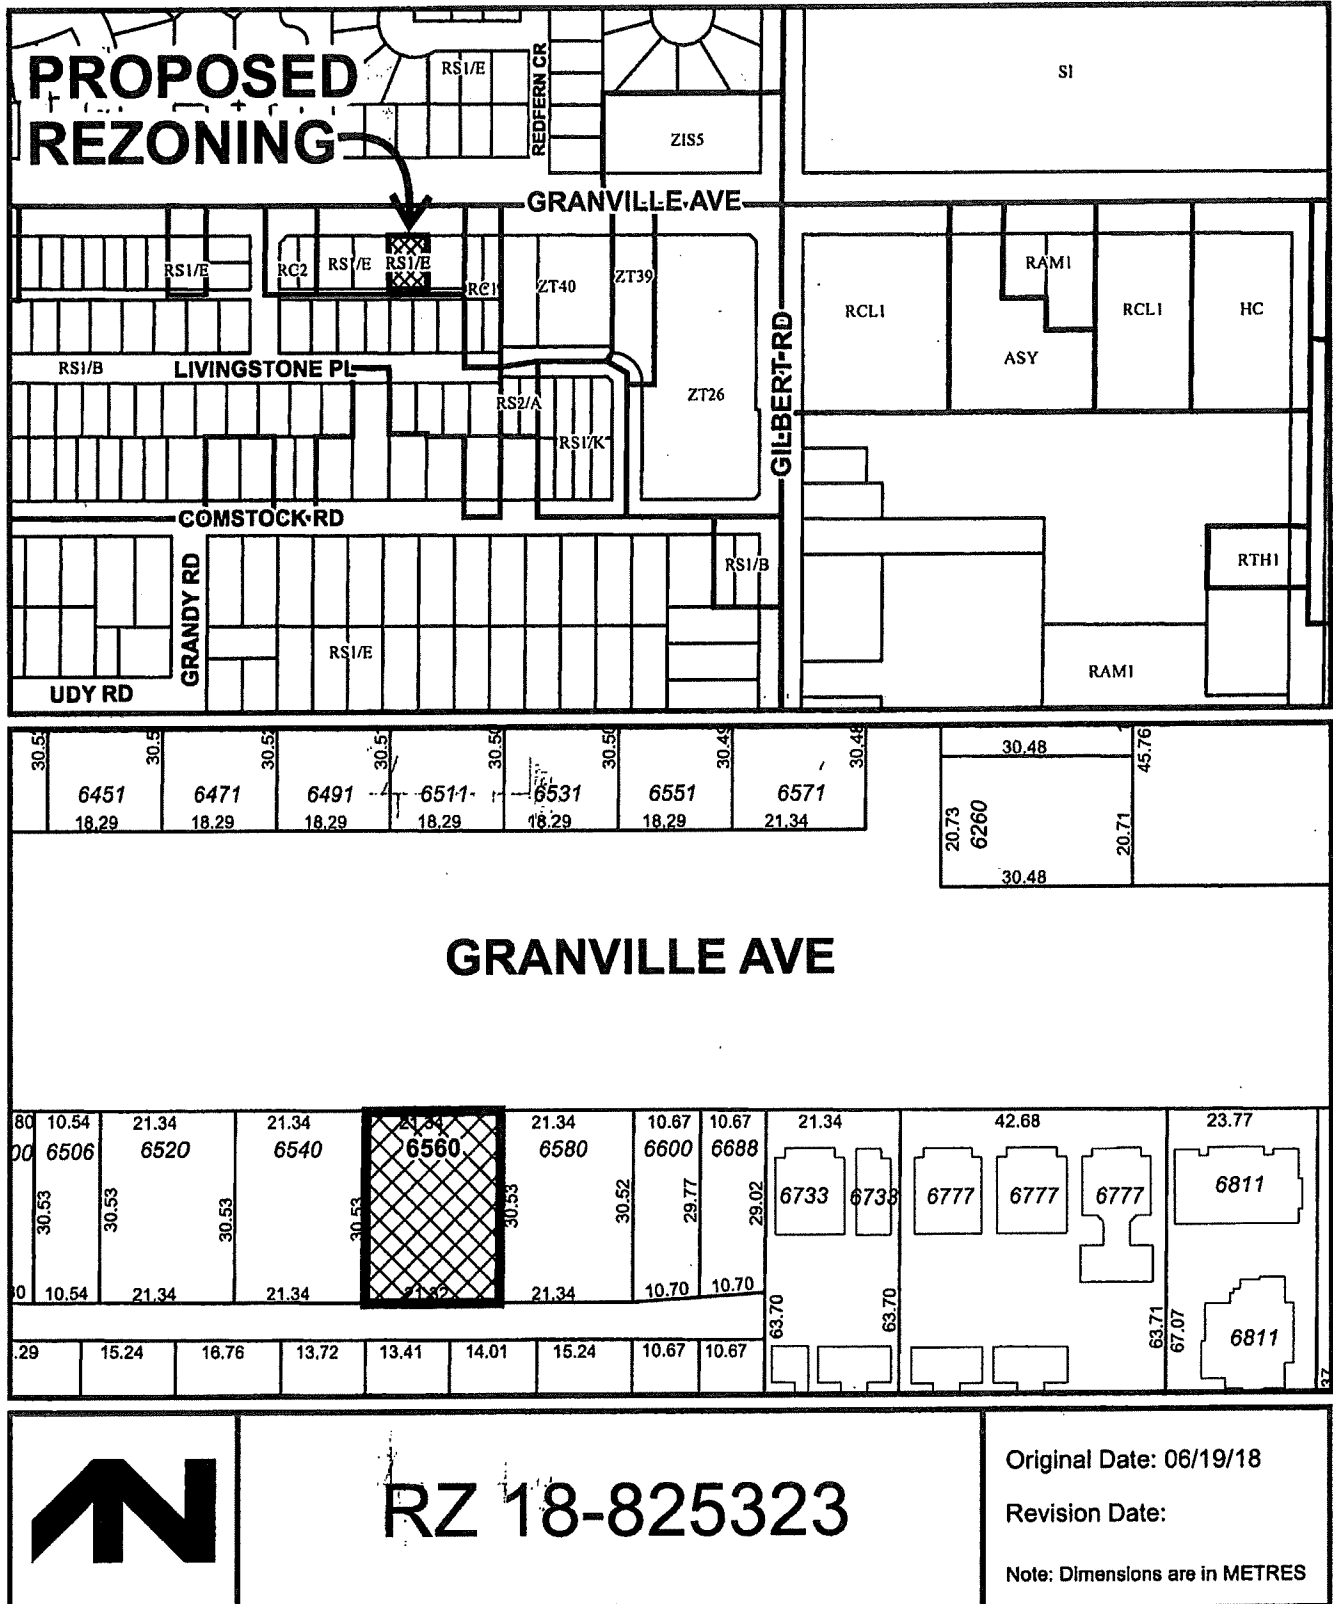 PROPOSED
REZONING
RS1/E
REDFERN CR
ZIS5
S1
GRANVILLE AVE
RS1/E
RC2
RS1/E
RS1/E
RC1
ZT40
ZT39
ZT26
GILBERT RD
RCL1
RAM1
ASY
RCL1
HC
RS1/B
LIVINGSTONE PL
RS2/A
RS1/K
COMSTOCK RD
GRANDY RD
RS1/E
RS1/B
RTH1
RAM1
UDY RD
30.5 30.52 30.51 30.50 30.50 30.49 30.48
6451 6471 6491 6511 6531 6551 6571
18.29 18.29 18.29 18.29 18.29 18.29 21.34
30.48
45.76
20.73
6260
20.71
30.48
GRANVILLE AVE
80 10.54 21.34 21.34 21.34 21.34 10.67 10.67 21.34 42.68 23.77
00 6506 6520 6540 6560 6580 6600 6688
6733 6733 6777 6777 6777 6811
30.53 30.53 30.53 30.53 30.53 30.52 29.77 29.02
10.54 21.34 21.34 21.32 21.34 10.70 10.70
63.70 63.70 63.71 67.07
6811
.29 15.24 16.76 13.72 13.41 14.01 15.24 10.67 10.67
37
N
RZ 18-825323
Original Date: 06/19/18
Revision Date:
Note: Dimensions are in METRES